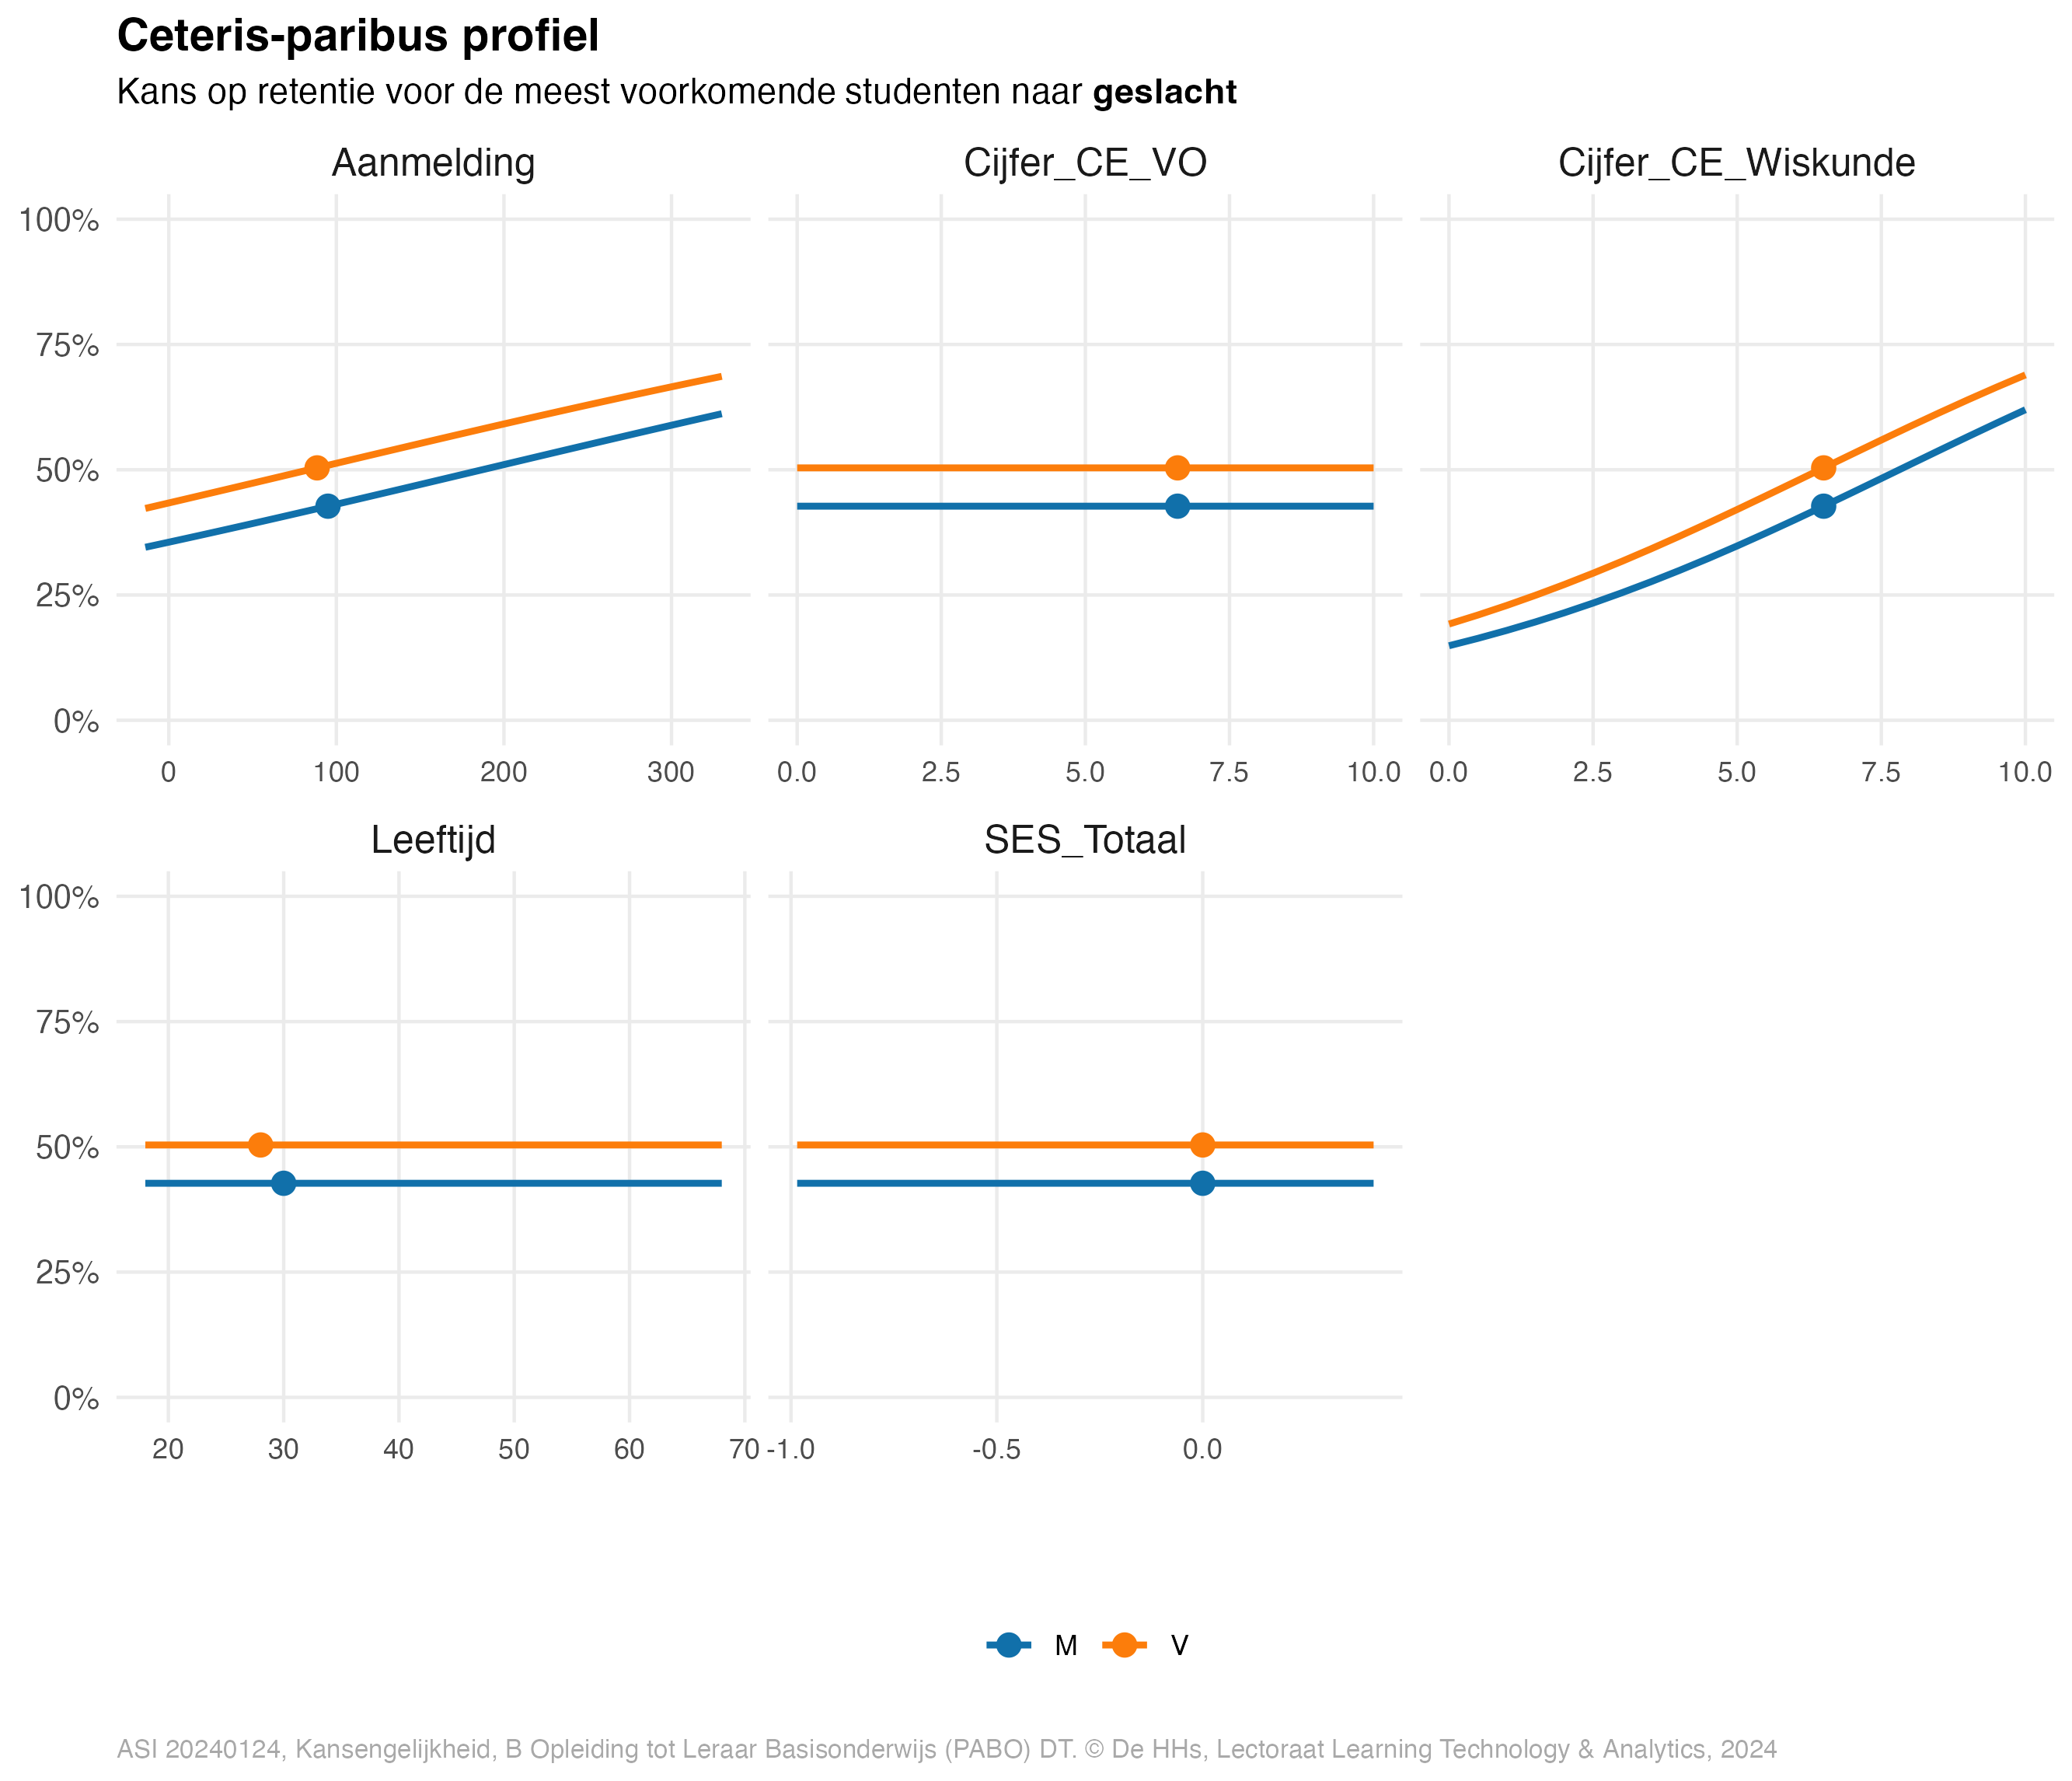 Ceteris-paribus profiel
Kans op retentie voor de meest voorkomende studenten naar geslacht
Aanmelding
Cijfer_CE_VO
Cijfer_CE_Wiskunde
100%
75%
50%
25%
0%
0 100 200 300
0.0 2.5 5.0 7.5 10.0
0.0 2.5 5.0 7.5 10.0
Leeftijd
SES_Totaal
100%
75%
50%
25%
0%
20 30 40 50 60 70
-1.0 -0.5 0.0
M V
ASI 20240124, Kansengelijkheid, B Opleiding tot Leraar Basisonderwijs (PABO) DT. © De HHs, Lectoraat Learning Technology & Analytics, 2024